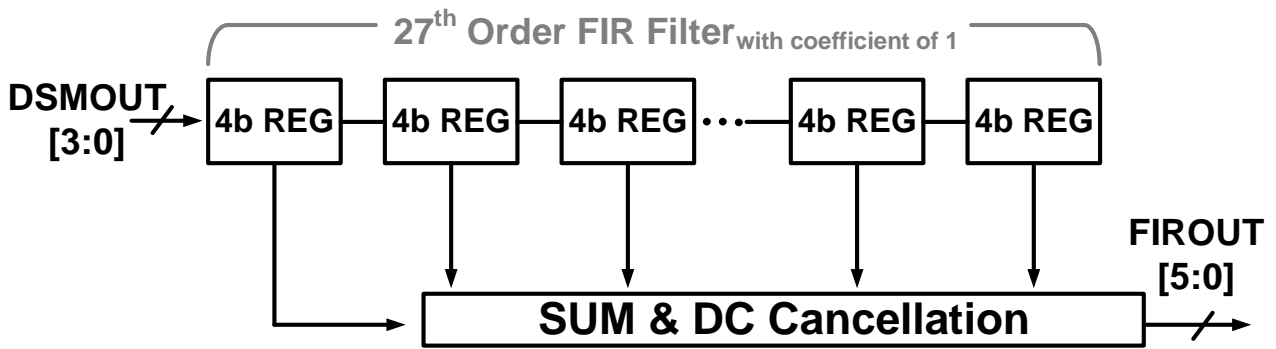 27th Order FIR Filter with coefficient of 1
DSMOUT
[3:0]
4b REG 4b REG 4b REG ... 4b REG 4b REG
FIROUT
[5:0]
SUM & DC Cancellation